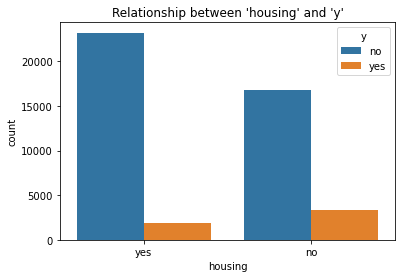 Relationship between 'housing' and 'y'
y
no
yes
20000
15000
10000
5000
0
count
yes
no
housing